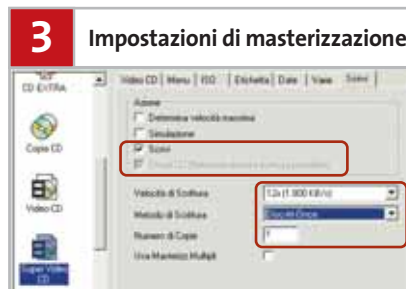 3 Impostazioni di masterizzazione
CD EXTRA
Video CD Menu ISO Etichetta Date Varie Scrivi
Azione
Determina velocità massima
Simulazione
Copia CD
Scrivi
Velocità di Scrittura 12x (1.800 KB/s)
Video CD
Metodo di Scrittura Disc-At-Once
Numero di Copie 1
Usa Masterizz. Multipli
Super Video
CD